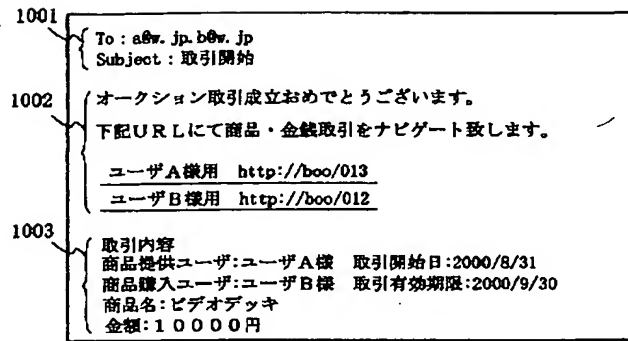 1001
To : a@w. jp. b@w. jp
Subject : 取引開始
1002
オークション取引成立おめでとうございます。
下記URLにて商品・金銭取引をナビゲート致します。
ユーザA様用 http://boo/013
ユーザB様用 http://boo/012
1003
取引内容
商品提供ユーザ:ユーザA様 取引開始日:2000/8/31
商品購入ユーザ:ユーザB様 取引有効期限:2000/9/30
商品名:ビデオデッキ
金額:10000円